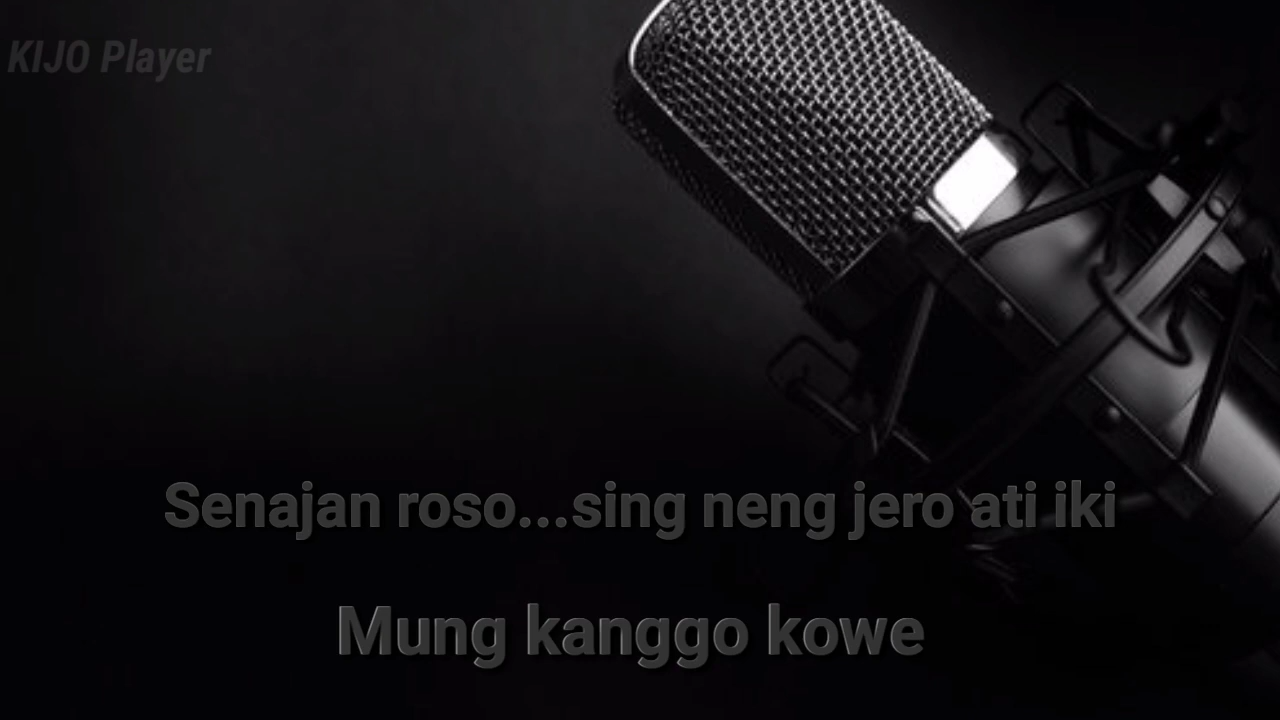 KIJO Player
Senajan roso...sing neng jero ati iki
Mung kanggo kowe